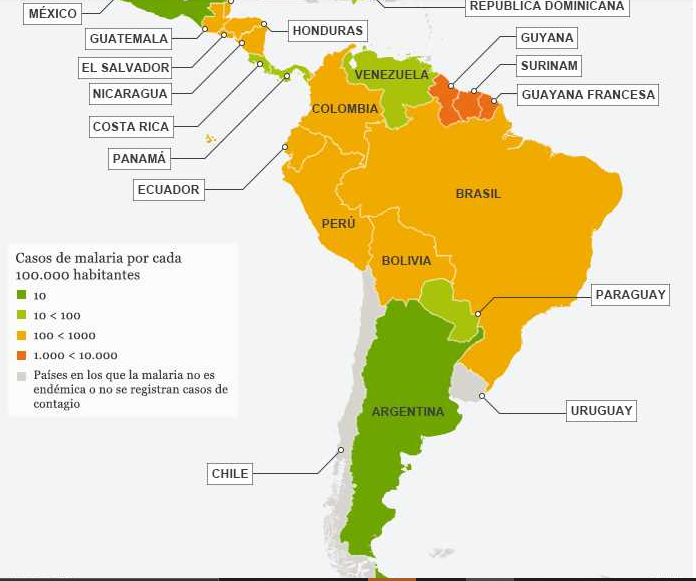 MÉXICO
REPÚBLICA DOMINICANA
GUATEMALA
HONDURAS
EL SALVADOR
NICARAGUA
COSTA RICA
PANAMÁ
ECUADOR
VENEZUELA
COLOMBIA
GUYANA
SURINAM
GUAYANA FRANCESA
BRASIL
PERÚ
BOLIVIA
PARAGUAY
ARGENTINA
URUGUAY
CHILE
Casos de malaria por cada
100.000 habitantes
10
10 < 100
100 < 1000
1.000 < 10.000
Países en los que la malaria no es
endémica o no se registran casos de
contagio